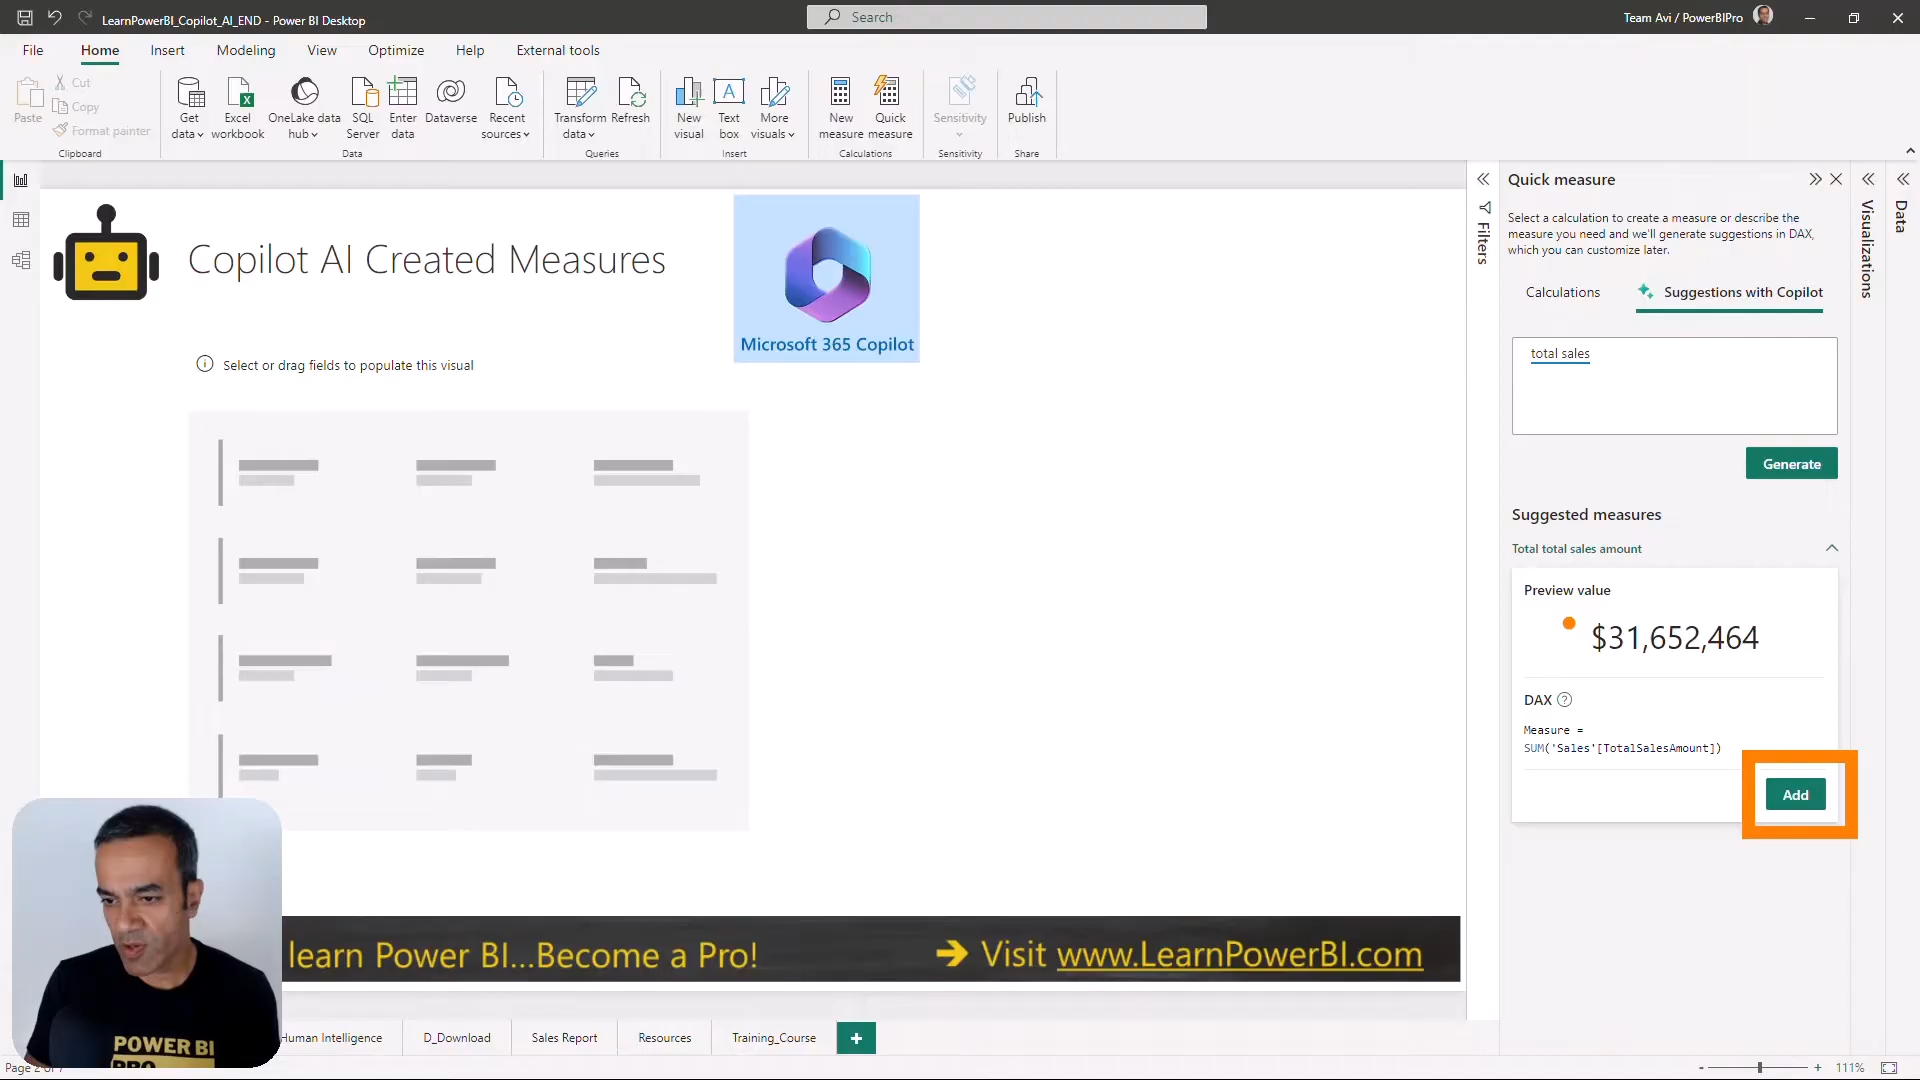 LearnPowerBI_Copilot_AI_END - Power BI Desktop
Search
Team Avi / PowerBIPro
File
Home
Insert
Modeling
View
Optimize
Help
External tools
Paste
Cut
Copy
Format painter
Clipboard
Get
data
Excel
workbook
OneLake data
hub
SQL
Server
Enter
data
Dataverse
Recent
sources
Data
Transform
data
Refresh
Queries
New
visual
Text
box
More
visuals
Insert
New
measure
Quick
measure
Calculations
Sensitivity
Sensitivity
Publish
Share
Copilot AI Created Measures
Microsoft 365 Copilot
Select or drag fields to populate this visual
Filters
Quick measure
Select a calculation to create a measure or describe the
measure you need and we'll generate suggestions in DAX,
which you can customize later.
Calculations
Suggestions with Copilot
total sales
Generate
Suggested measures
Total total sales amount
Preview value
$31,652,464
DAX
Measure =
SUM('Sales'[TotalSalesAmount])
Add
Visualizations
Data
learn Power BI...Become a Pro!
Visit www.LearnPowerBI.com
POWER BI
PRO
Human Intelligence
D_Download
Sales Report
Resources
Training_Course
+
Page 2 of 7
- + 111%